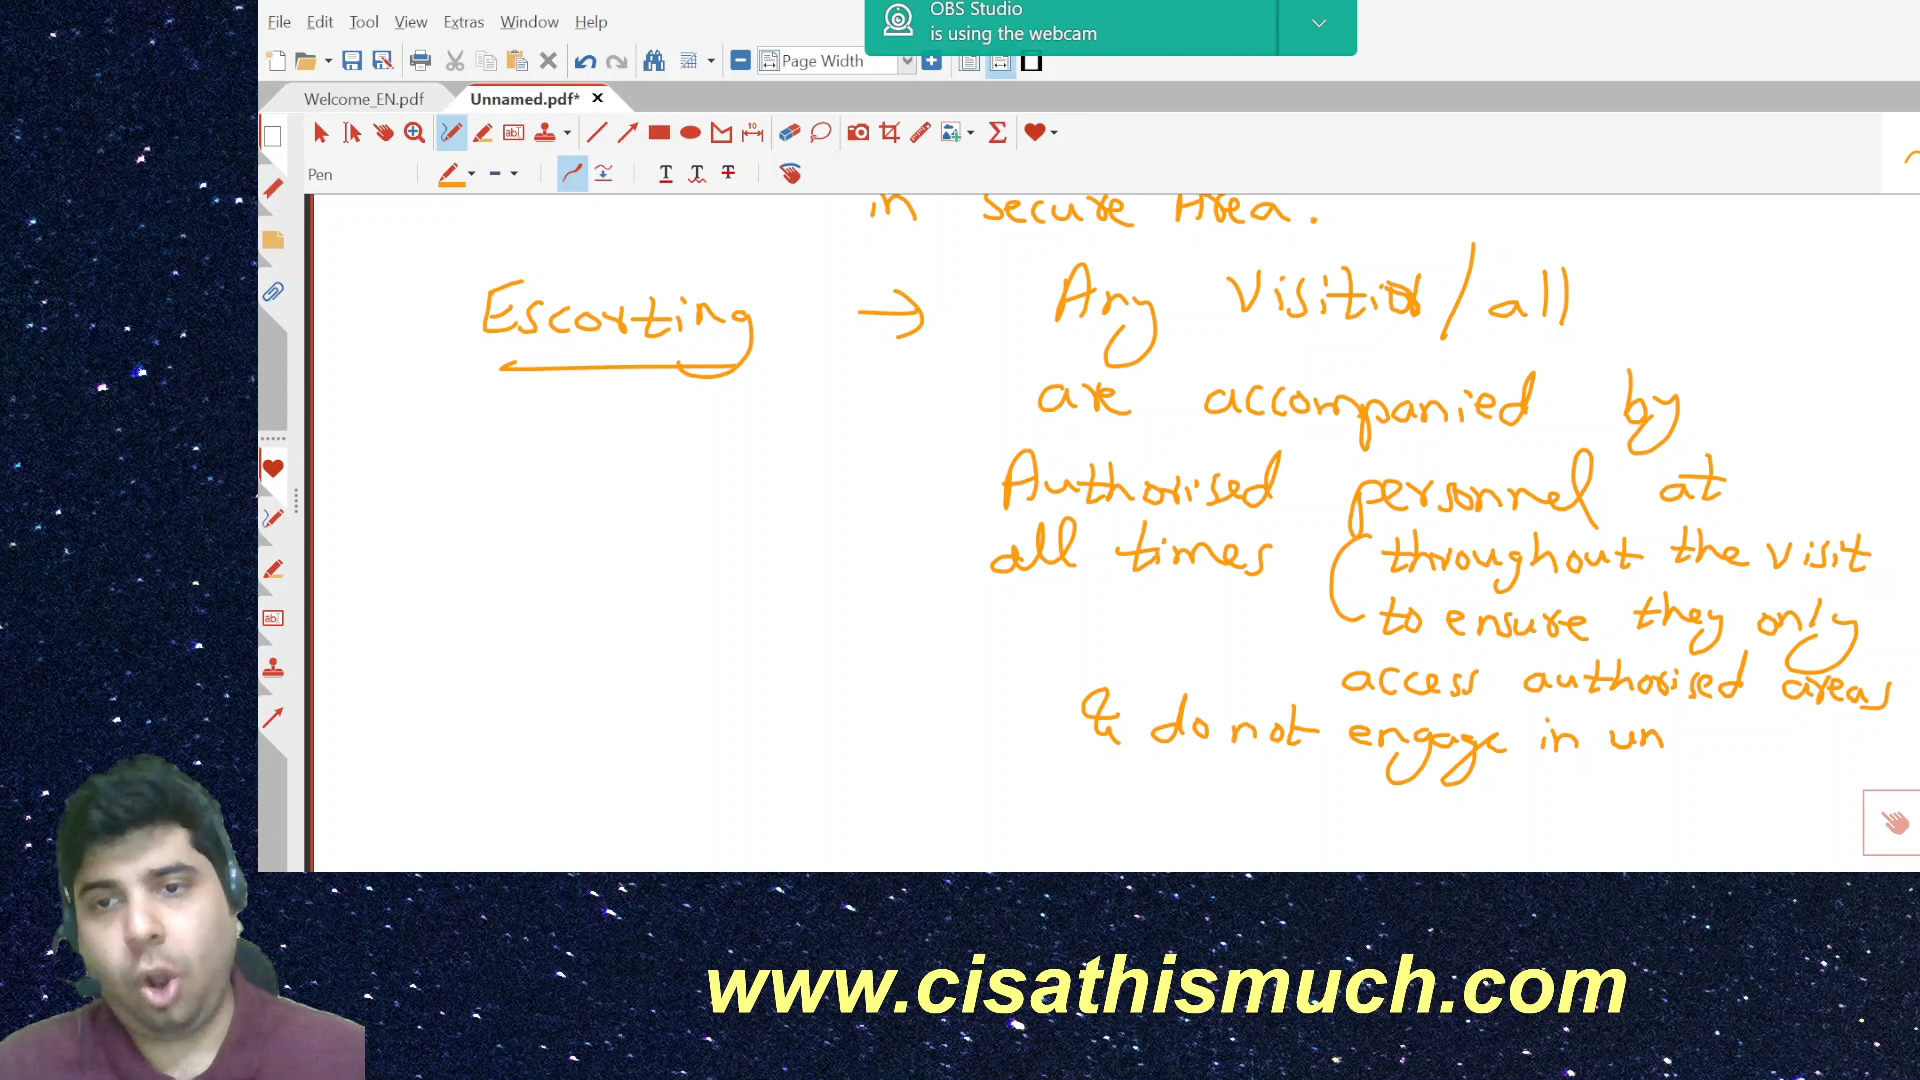 File Edit Tool View Extras Window Help
OBS Studio
is using the webcam
Page Width
Welcome_EN.pdf Unnamed.pdf*
Pen
in secure Area.
Escorting → Any Visitor/all
are accompanied by
Authorised personnel at
all times (throughout the visit
to ensure they only
access authorised areas
& do not engage in un
www.cisathismuch.com